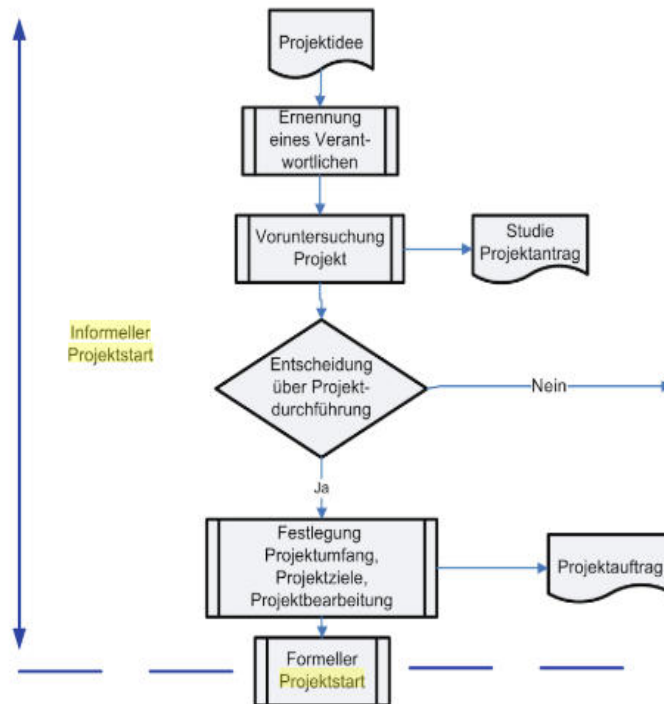 Projektidee
Ernennung
eines Verant-
wortlichen
Voruntersuchung
Projekt
Studie
Projektantrag
Informeller
Projektstart
Entscheidung
über Projekt-
durchführung
Nein
Ja
Festlegung
Projektumfang,
Projektziele,
Projektbearbeitung
Projektauftrag
Formeller
Projektstart